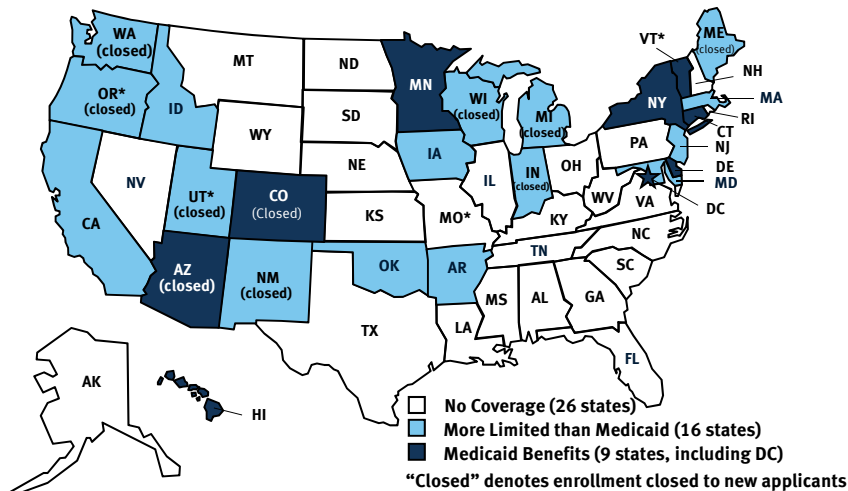 WA
(closed)
ME
(closed)
VT*
MT
ND
MN
OR*
(closed)
NH
ID
WI
(closed)
MI
(closed)
NY
MA
SD
WY
RI
CT
PA
NJ
IA
NE
OH
DE
NV
IL
IN
(closed)
MD
UT*
(closed)
CO
(Closed)
WV
VA
DC
CA
KS
MO*
KY
NC
TN
AZ
(closed)
NM
(closed)
OK
AR
SC
MS
AL
GA
TX
LA
FL
AK
HI
No Coverage (26 states)
More Limited than Medicaid (16 states)
Medicaid Benefits (9 states, including DC)
“Closed” denotes enrollment closed to new applicants